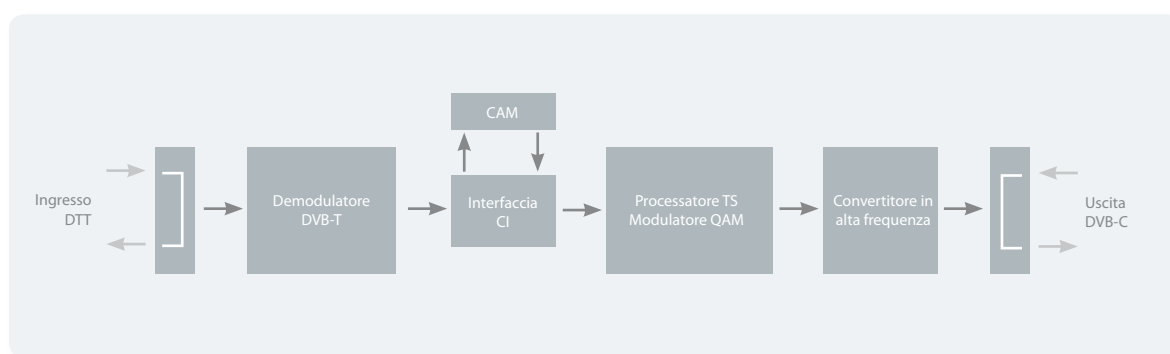 Ingresso
DTT
Demodulatore
DVB-T
CAM
Interfaccia
CI
Processatore TS
Modulatore QAM
Convertitore in
alta frequenza
Uscita
DVB-C